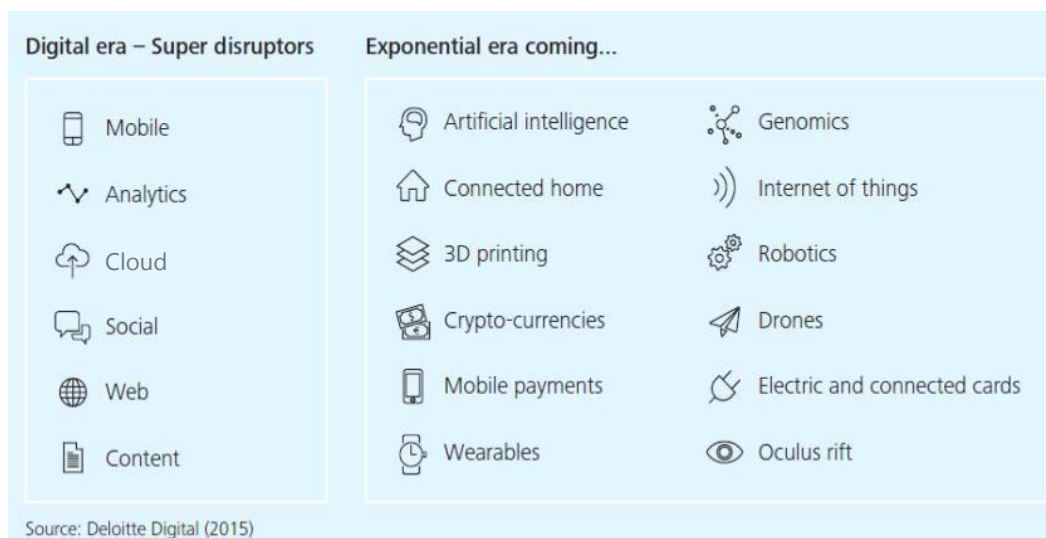 Digital era – Super disruptors
Mobile
Analytics
Cloud
Social
Web
Content
Exponential era coming...
Artificial intelligence
Connected home
3D printing
Crypto-currencies
Mobile payments
Wearables
Genomics
Internet of things
Robotics
Drones
Electric and connected cards
Oculus rift
Source: Deloitte Digital (2015)